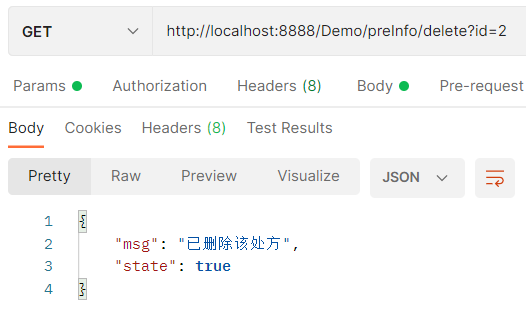 GET http://localhost:8888/Demo/preInfo/delete?id=2
Params Authorization Headers (8) Body Pre-request
Body Cookies Headers (8) Test Results
Pretty Raw Preview Visualize JSON
1 {
2 "msg": "已删除该处方",
3 "state": true
4 }